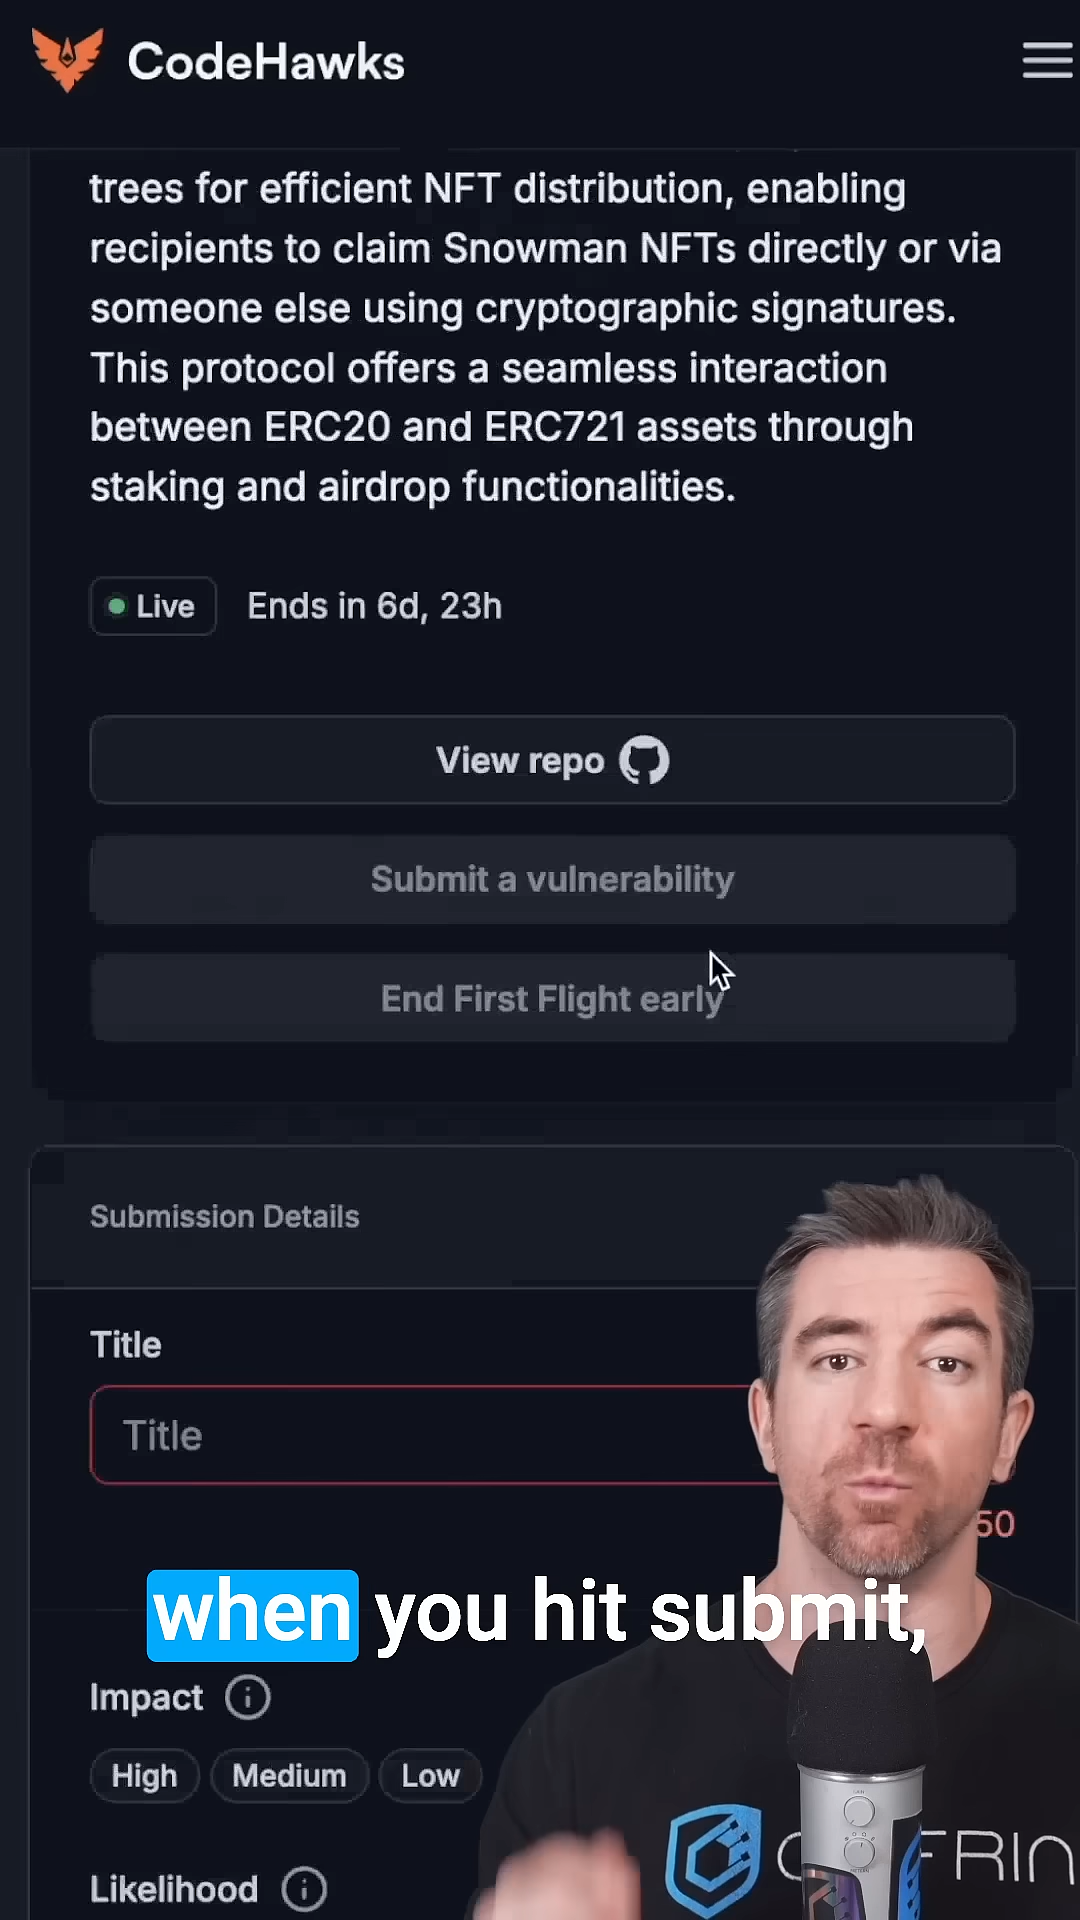 CodeHawks
trees for efficient NFT distribution, enabling
recipients to claim Snowman NFTs directly or via
someone else using cryptographic signatures.
This protocol offers a seamless interaction
between ERC20 and ERC721 assets through
staking and airdrop functionalities.
Live Ends in 6d, 23h
View repo
Submit a vulnerability
End First Flight early
Submission Details
Title
Title
50
when you hit submit,
Impact
High Medium Low
Likelihood